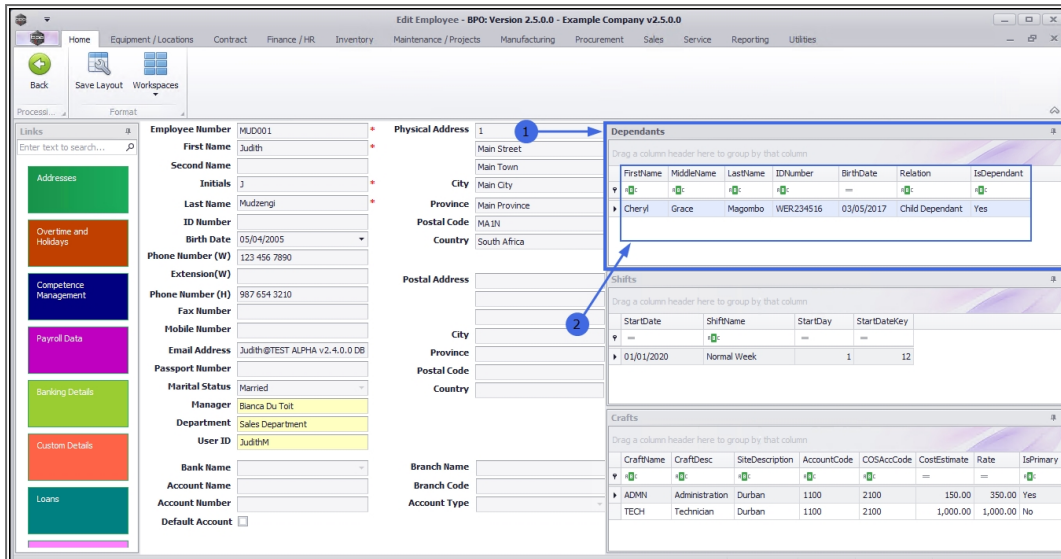 Edit Employee - BPO: Version 2.5.0.0 - Example Company v2.5.0.0
Home Equipment / Locations Contract Finance / HR Inventory Maintenance / Projects Manufacturing Procurement Sales Service Reporting Utilities
Back Save Layout Workspaces
Processi... Format
Links
Enter text to search...
Addresses
Overtime and
Holidays
Competence
Management
Payroll Data
Banking Details
Custom Details
Loans
Employee Number MUD001 *
First Name Judith *
Second Name
Initials J *
Last Name Mudzengi *
ID Number
Birth Date 05/04/2005
Phone Number (W) 123 456 7890
Extension(W)
Phone Number (H) 987 654 3210
Fax Number
Mobile Number
Email Address Judith@TEST ALPHA v2.4.0.0 DB
Passport Number
Marital Status Married
Manager Bianca Du Toit
Department Sales Department
User ID JudithM
Bank Name
Account Name
Account Number
Default Account
Physical Address 1
Main Street
Main Town
City Main City
Province Main Province
Postal Code MA1N
Country South Africa
Postal Address
City
Province
Postal Code
Country
Branch Name
Branch Code
Account Type
1
2
Dependants
Drag a column header here to group by that column
FirstName MiddleName LastName IDNumber BirthDate Relation IsDependant
Cheryl Grace Magombo WER234516 03/05/2017 Child Dependant Yes
Shifts
Drag a column header here to group by that column
StartDate ShiftName StartDay StartDateKey
01/01/2020 Normal Week 1 12
Crafts
Drag a column header here to group by that column
CraftName CraftDesc SiteDescription AccountCode COSAccCode CostEstimate Rate IsPrimary
ADMN Administration Durban 1100 2100 150.00 350.00 Yes
TECH Technician Durban 1100 2100 1,000.00 1,000.00 No